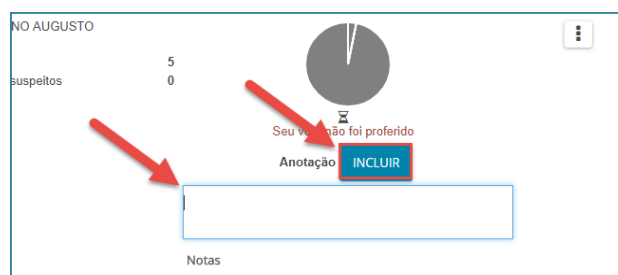 NO AUGUSTO
5
suspeitos 0
Seu não foi proferido
Anotação INCLUIR
Notas